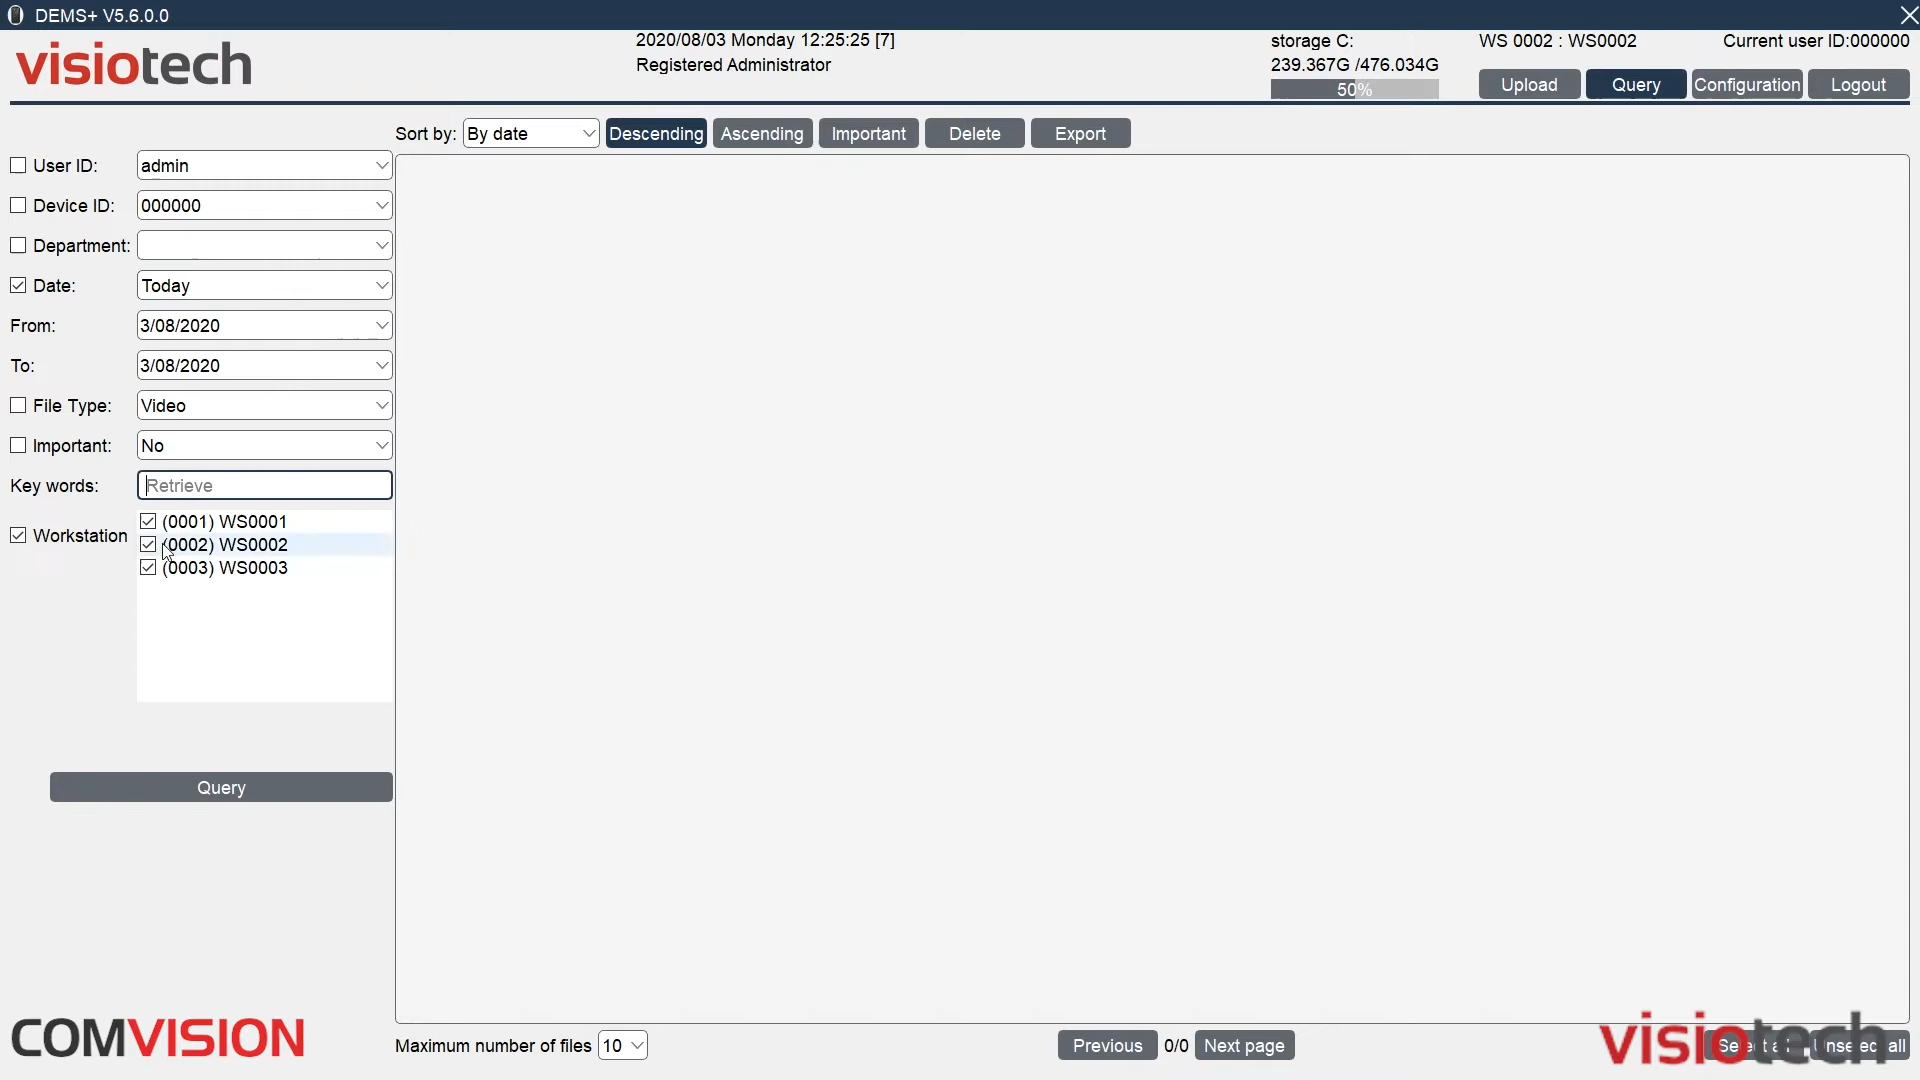 DEMS+ V5.6.0.0
visiotech
2020/08/03 Monday 12:25:25 [7]
Registered Administrator
storage C:
239.367G /476.034G
50%
WS 0002 : WS0002
Current user ID:000000
Upload
Query
Configuration
Logout
Sort by:
By date
Descending
Ascending
Important
Delete
Export
User ID:
admin
Device ID:
000000
Department:
Date:
Today
From:
3/08/2020
To:
3/08/2020
File Type:
Video
Important:
No
Key words:
Retrieve
Workstation
(0001) WS0001
(0002) WS0002
(0003) WS0003
Query
COMVISION
Maximum number of files
10
Previous
0/0
Next page
visiotech
Select all
Unselect all